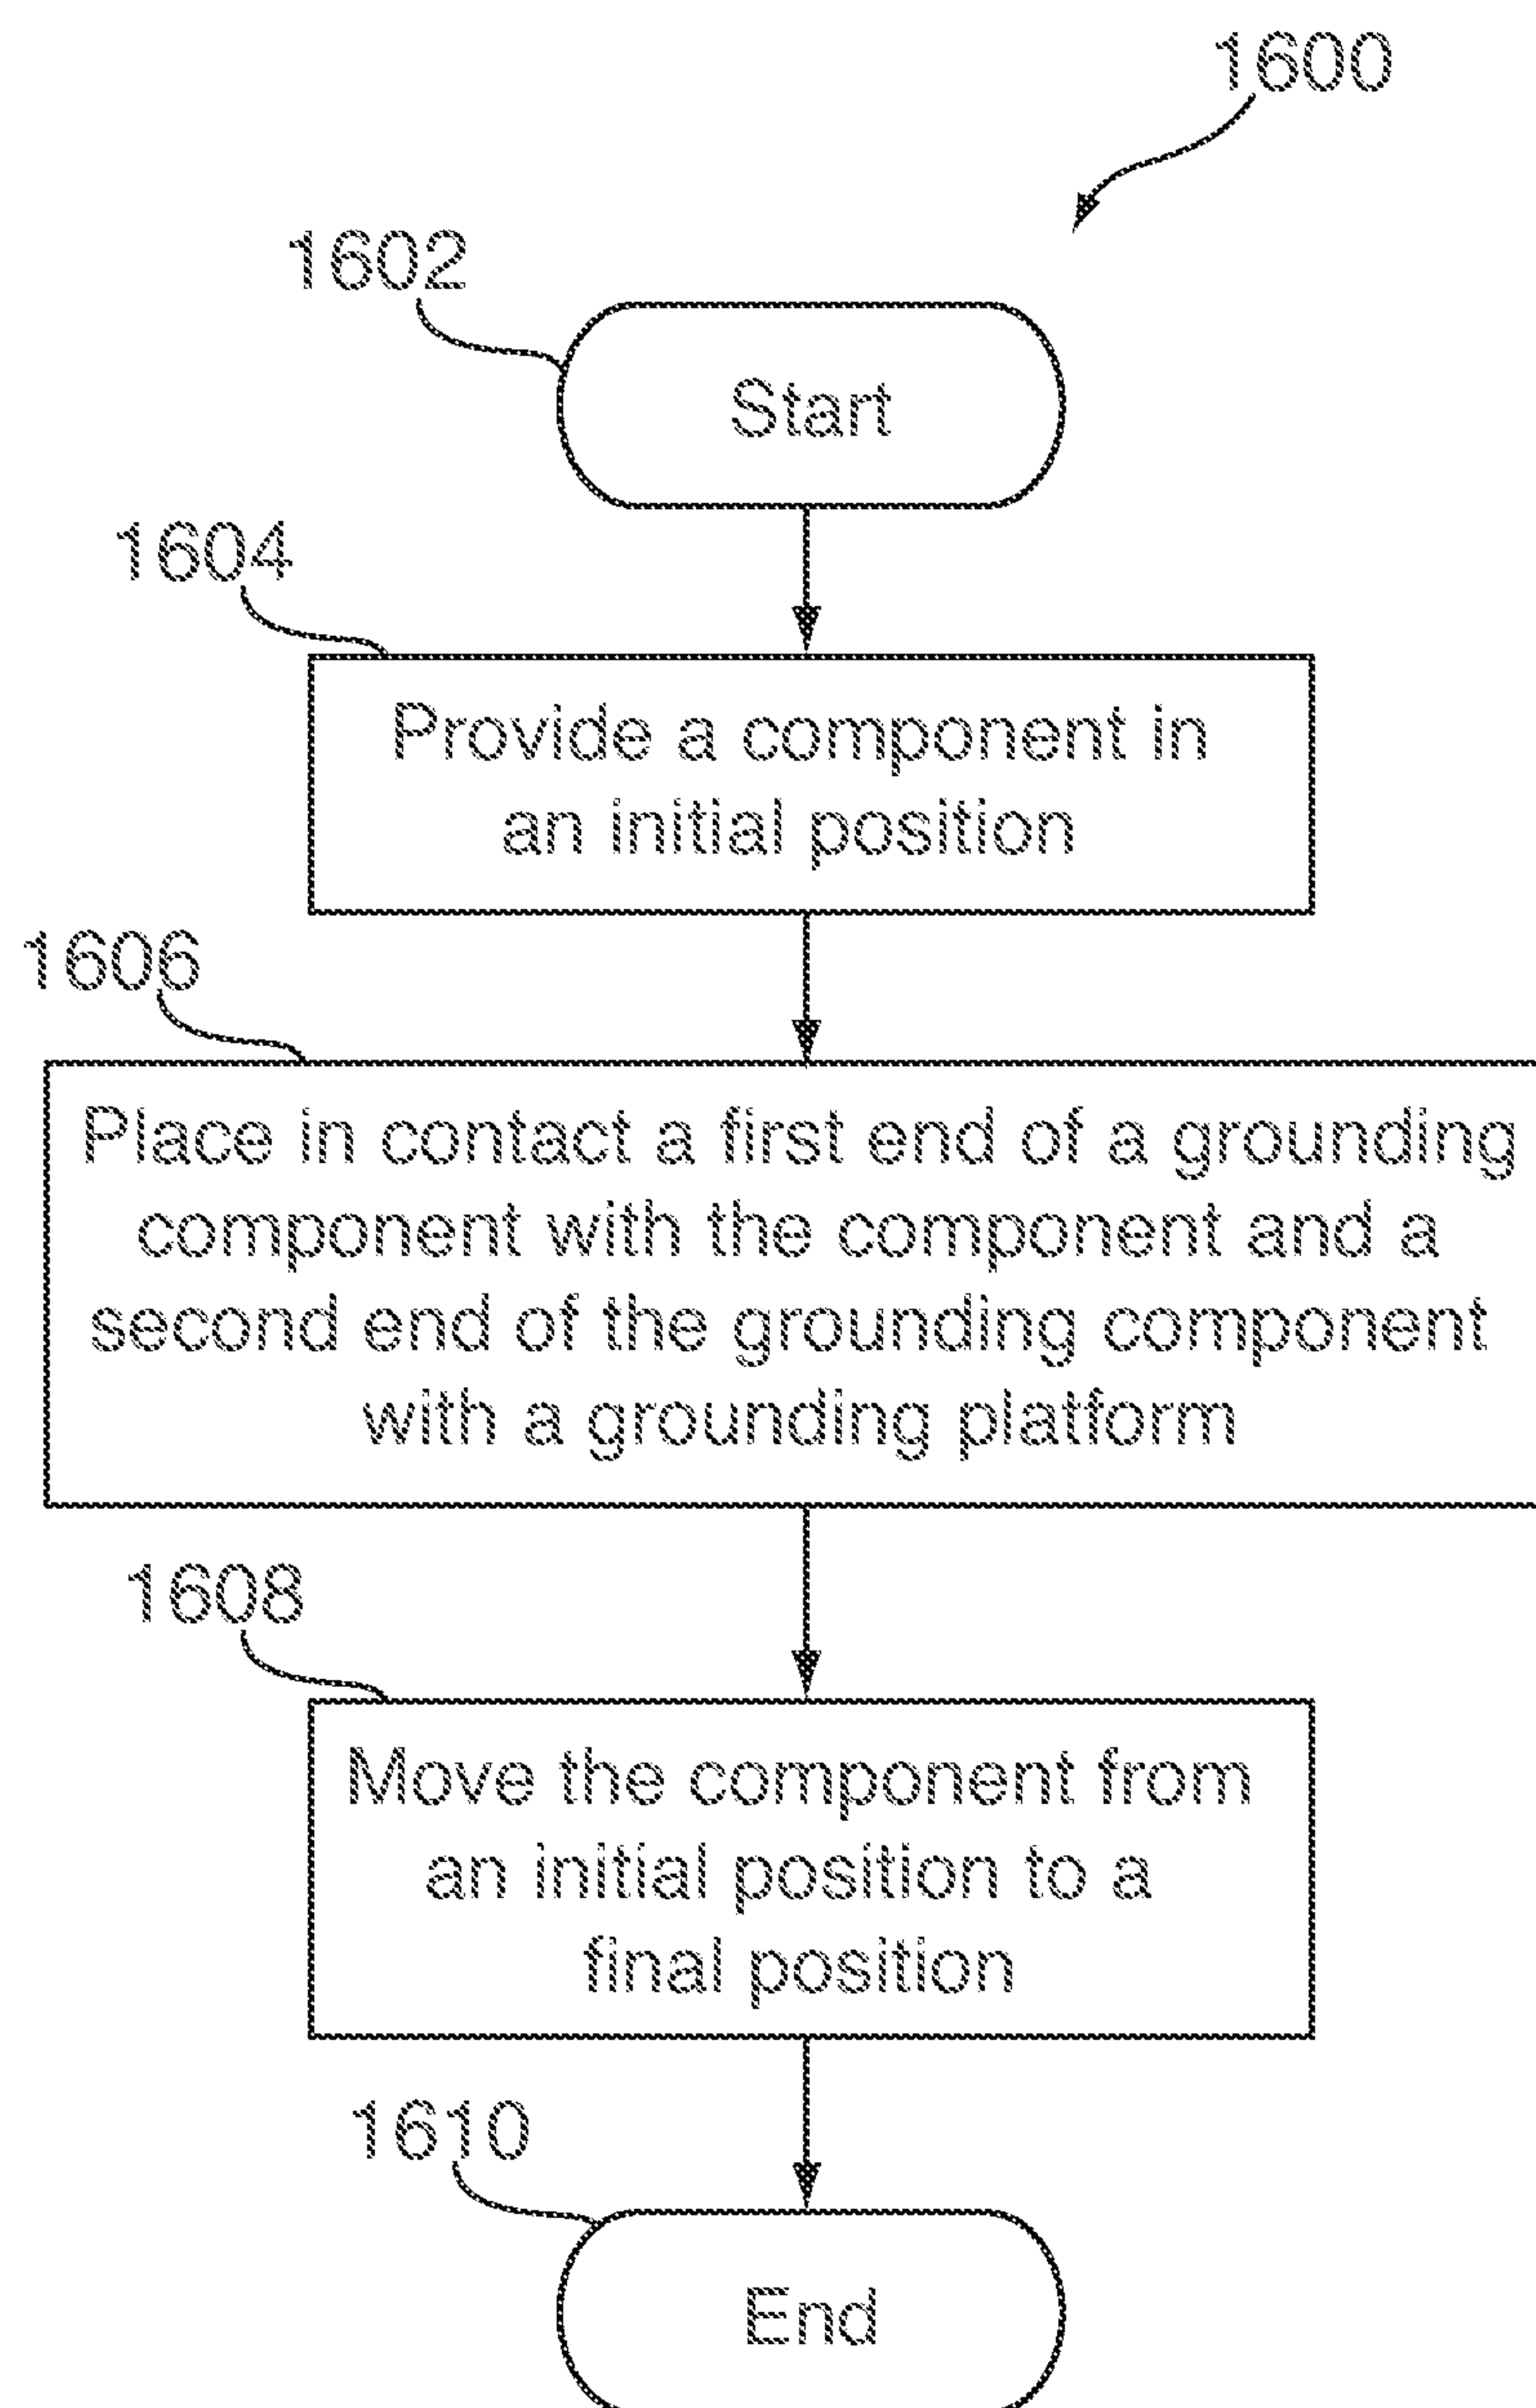 1600
1602
Start
1604
Provide a component in
an initial position
1606
Place in contact a first end of a grounding
component with the component and a
second end of the grounding component
with a grounding platform
1608
Move the component from
an initial position to a
final position
1610
End